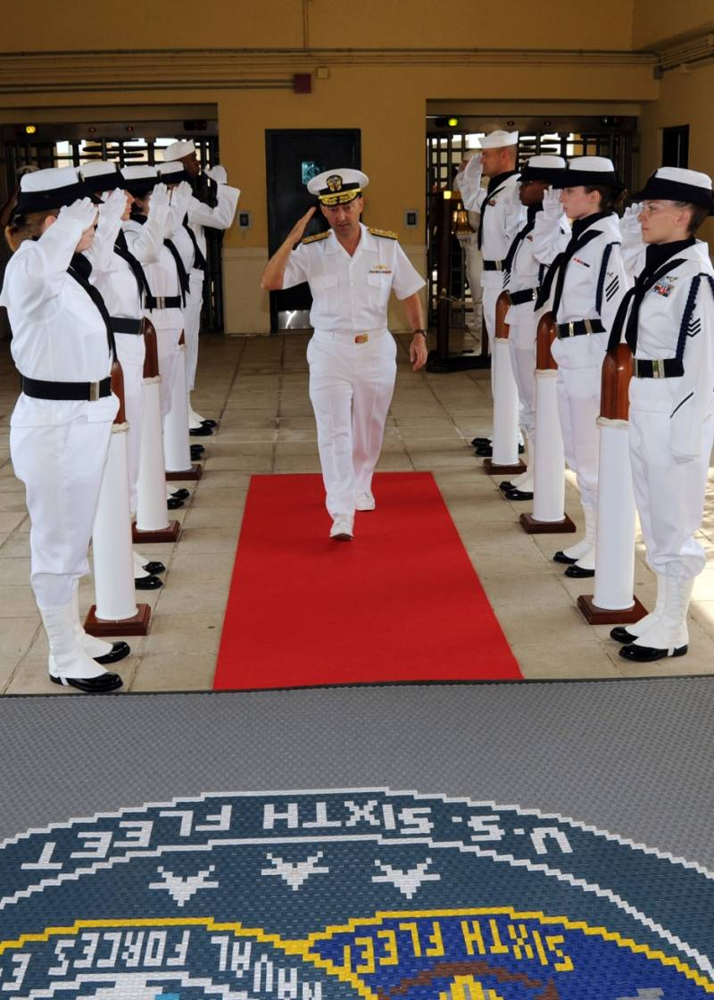 U.S. SIXTH FLEET
NAVAL FORCES
SIXTH FLEET